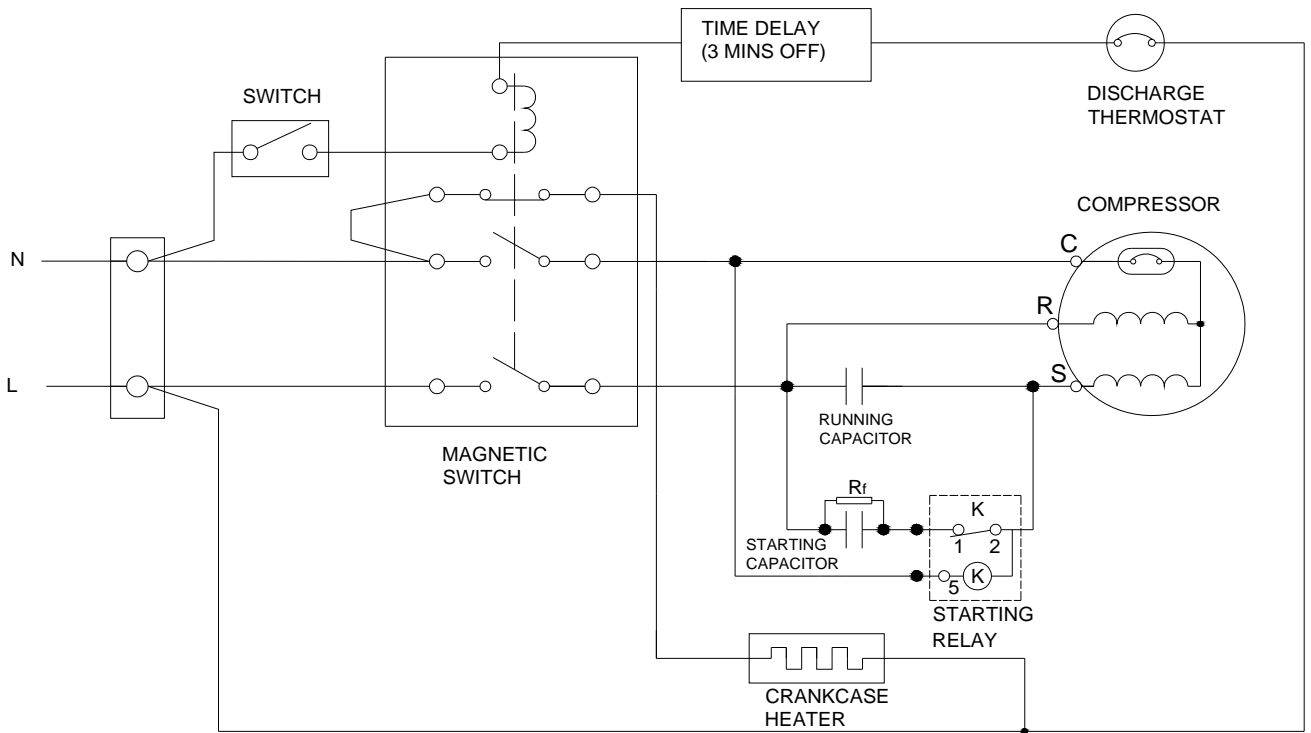 TIME DELAY
(3 MINS OFF)
DISCHARGE
THERMOSTAT
SWITCH
COMPRESSOR
N
C
R
L
S
RUNNING
CAPACITOR
MAGNETIC
SWITCH
Rf
K
1 2
STARTING
CAPACITOR
K
5
STARTING
RELAY
CRANKCASE
HEATER